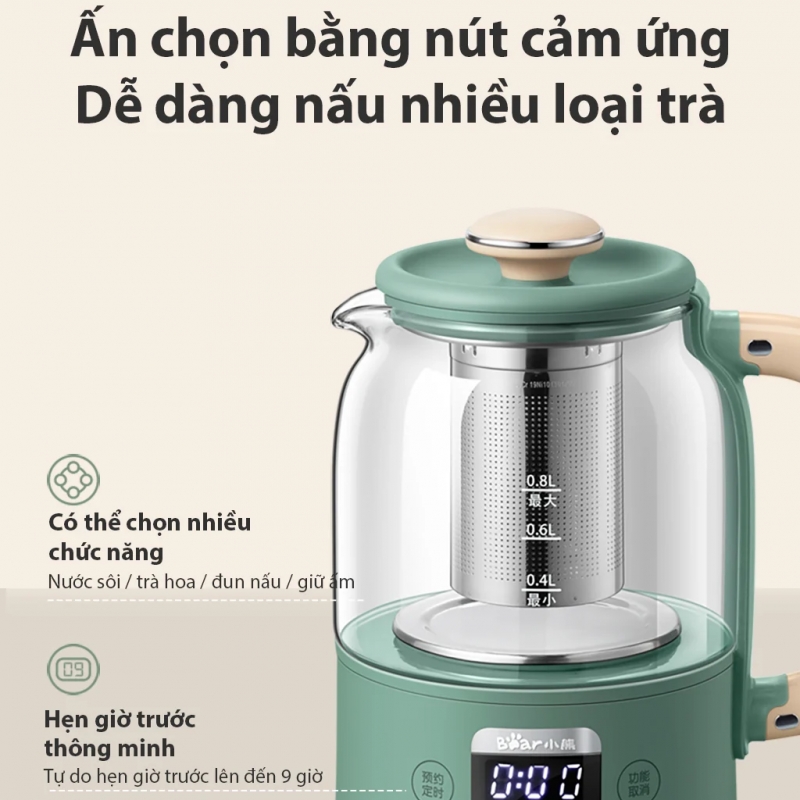 Ấn chọn bằng nút cảm ứng
Dễ dàng nấu nhiều loại trà
0.8L
最大
0.6L
0.4L
最小
Có thể chọn nhiều
chức năng
Nước sôi / trà hoa / đun nấu / giữ ấm
09
Hẹn giờ trước
thông minh
Tự do hẹn giờ trước lên đến 9 giờ
Bear小熊
预约
定时
0:00
功能
取消